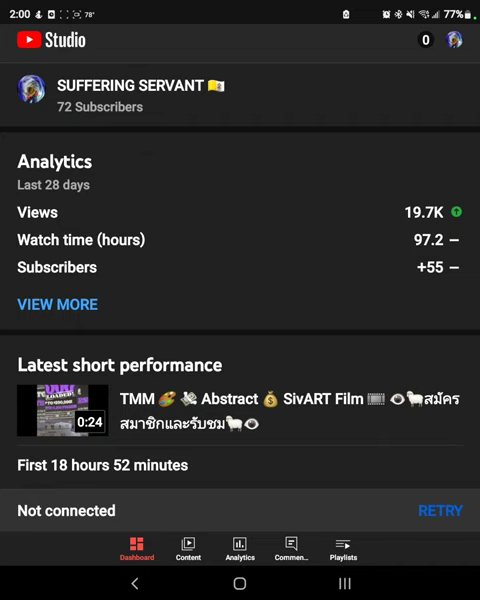 2:00 78°
77%
Studio
0
SUFFERING SERVANT
72 Subscribers
Analytics
Last 28 days
Views 19.7K
Watch time (hours) 97.2 –
Subscribers +55 –
VIEW MORE
Latest short performance
TMM 🎨 💸 Abstract 💰 SivART Film 🎞️ 👁️🐑สมัคร
สมาชิกและรับชม🐑👁️
0:24
First 18 hours 52 minutes
Not connected RETRY
Dashboard Content Analytics Commen... Playlists